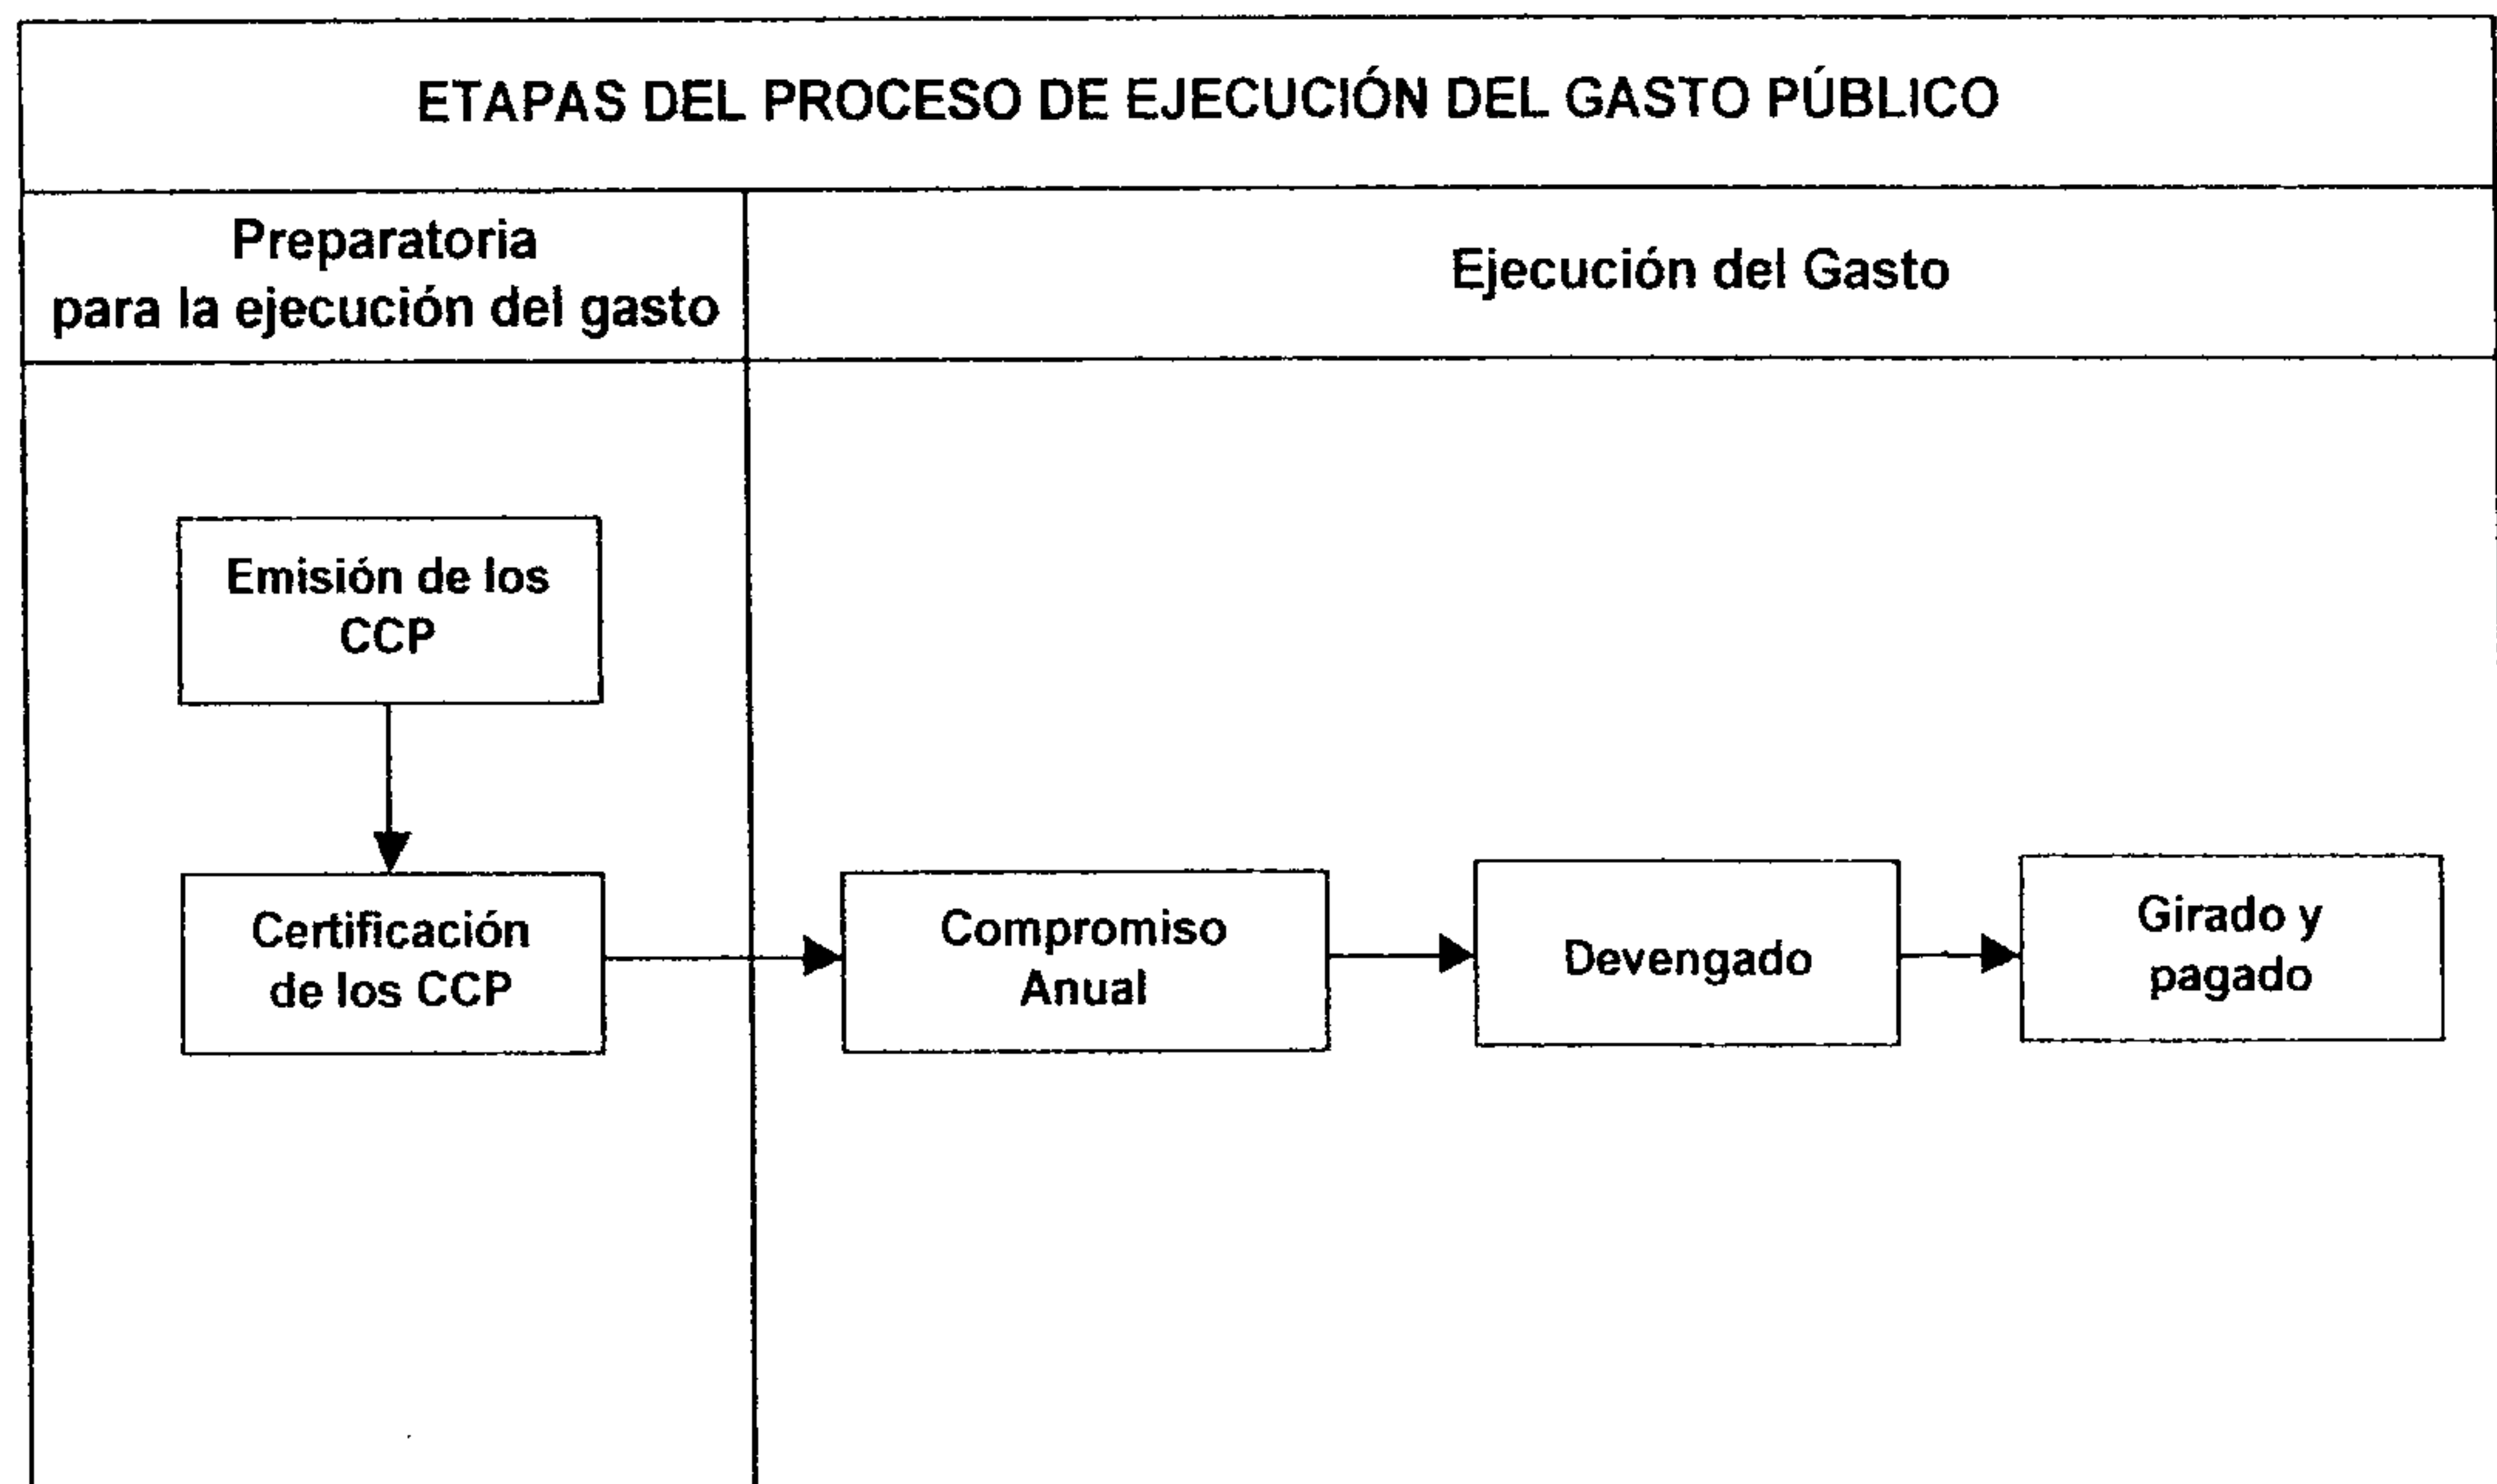 ETAPAS DEL PROCESO DE EJECUCIÓN DEL GASTO PÚBLICO
Preparatoria
para la ejecución del gasto
Ejecución del Gasto
Emisión de los
CCP
Certificación
de los CCP
Compromiso
Anual
Devengado
Girado y
pagado